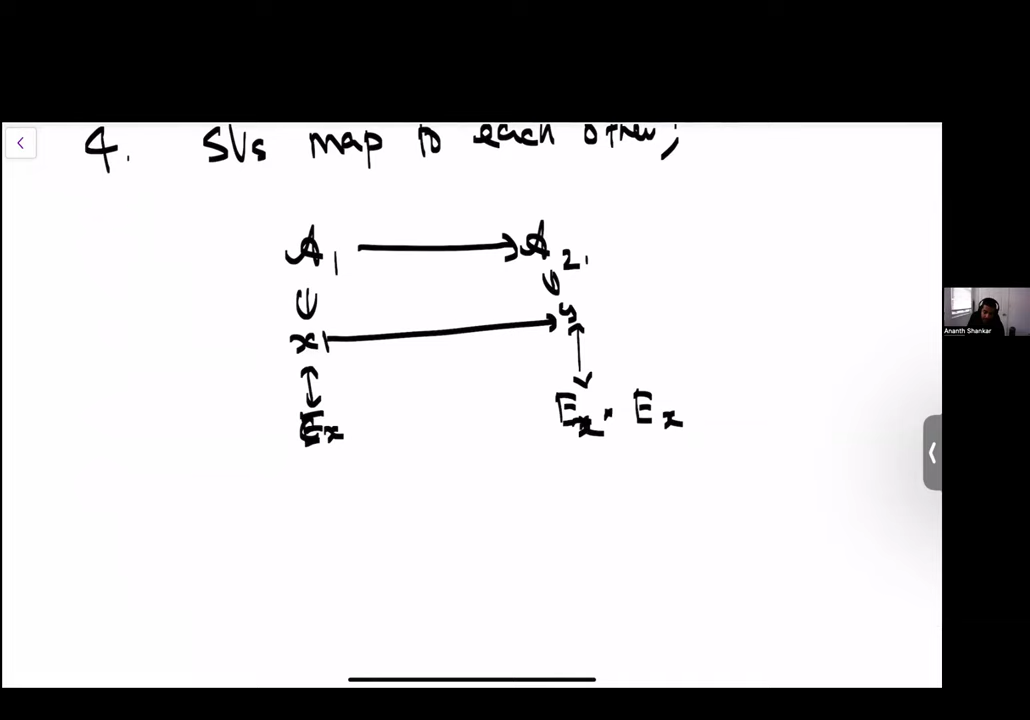 4. SVs map to each other;
A₁ → A₂.
x → y
Eₓ Eₓ × Eₓ
Ananth Shankar